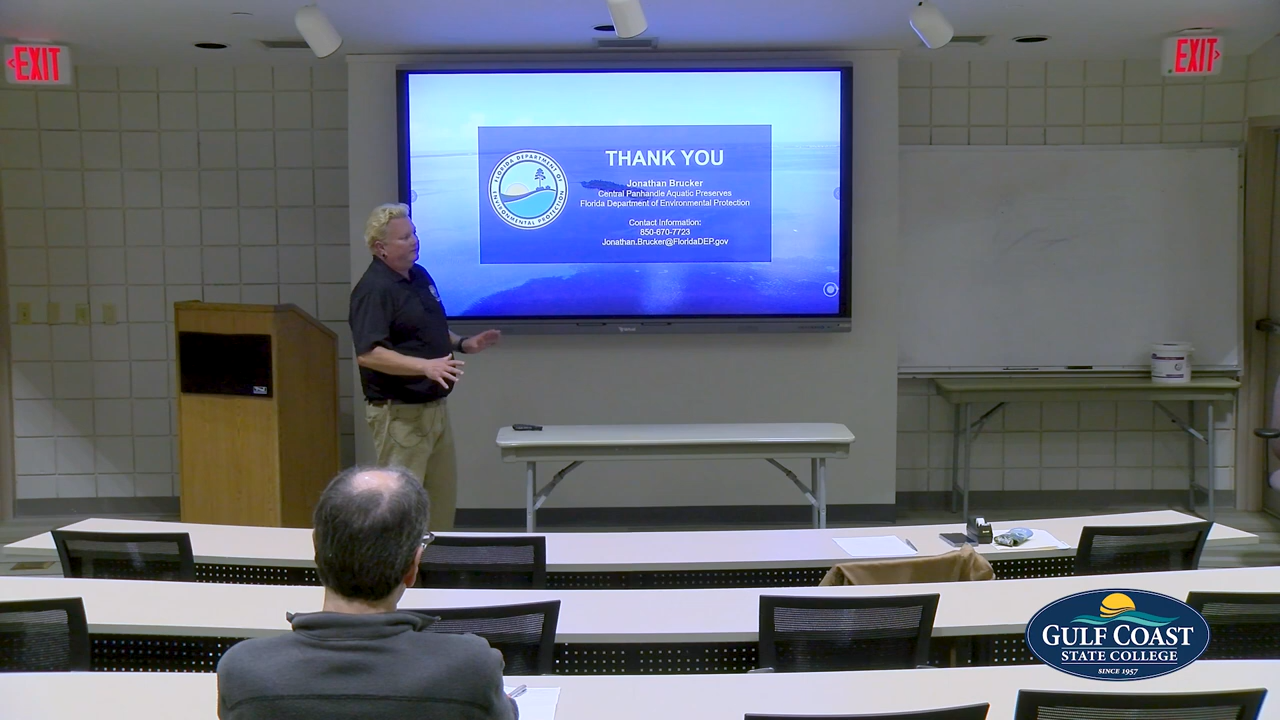 EXIT
EXIT
FLORIDA DEPARTMENT OF
ENVIRONMENTAL PROTECTION
THANK YOU
Jonathan Brucker
Central Panhandle Aquatic Preserves
Florida Department of Environmental Protection
Contact Information:
850-670-7723
Jonathan.Brucker@FloridaDEP.gov
GULF COAST
STATE COLLEGE
SINCE 1957